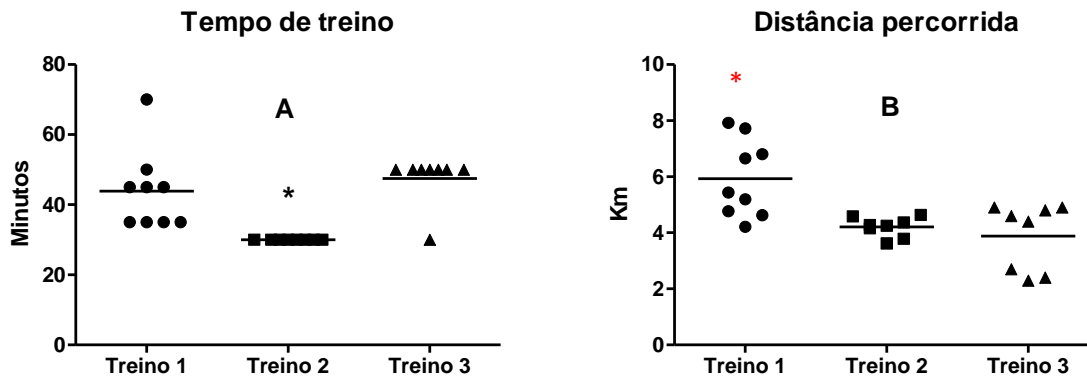 Tempo de treino
80
60
40
20
0
Minutos
A
*
Treino 1 Treino 2 Treino 3
Distância percorrida
10
8
6
4
2
0
Km
*
B
Treino 1 Treino 2 Treino 3